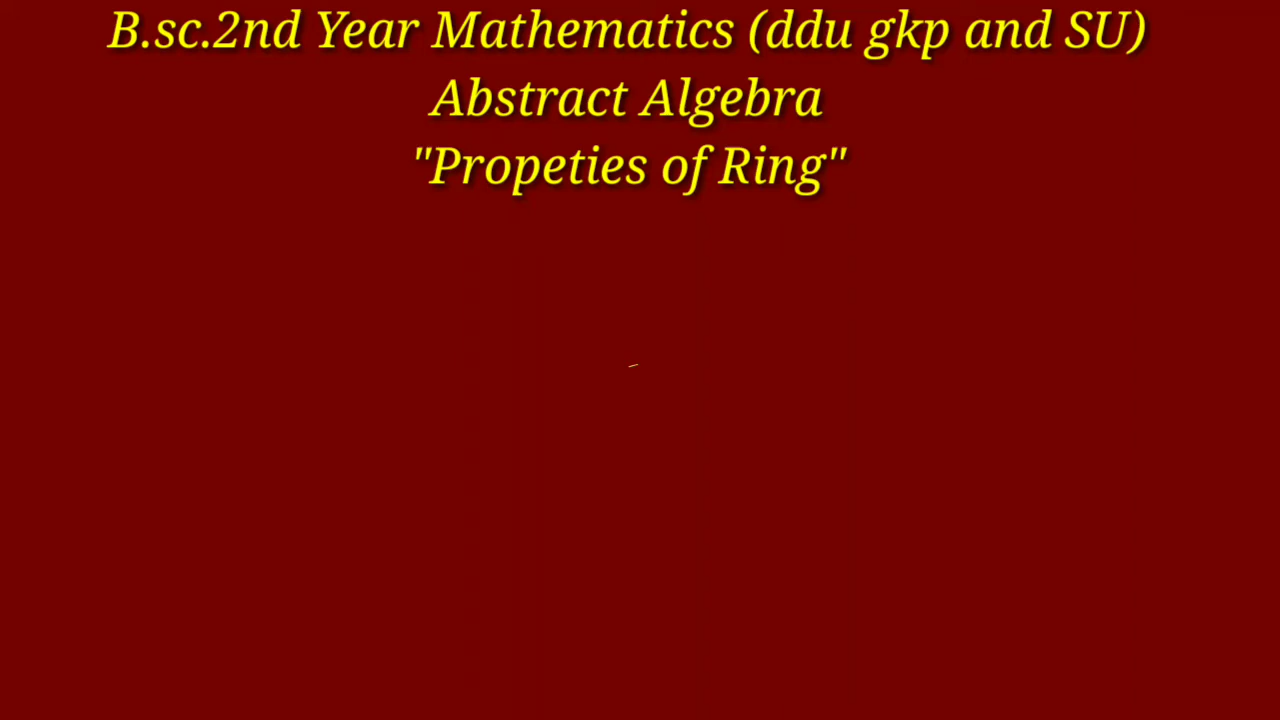 B.sc.2nd Year Mathematics (ddu gkp and SU)
Abstract Algebra
"Propeties of Ring"